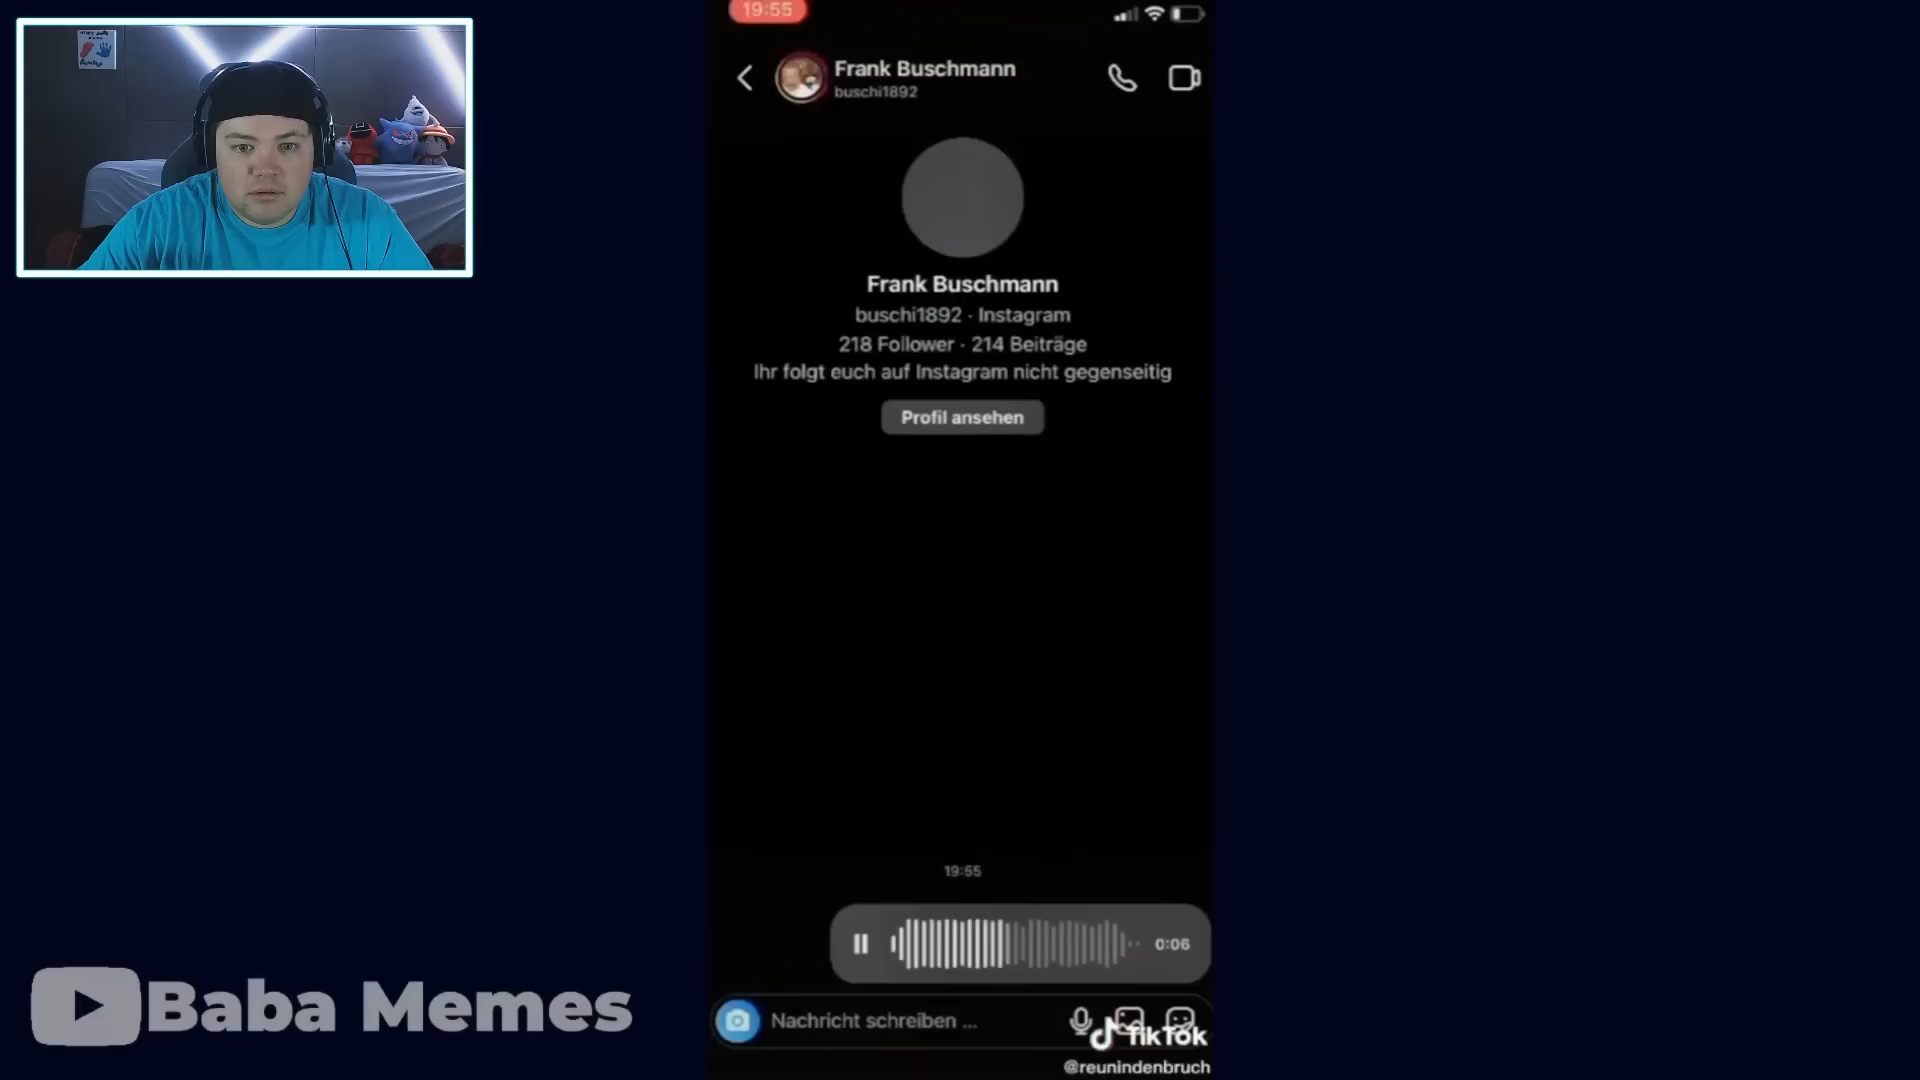 19:55
Frank Buschmann
buschi1892
Frank Buschmann
buschi1892 · Instagram
218 Follower · 214 Beiträge
Ihr folgt euch auf Instagram nicht gegenseitig
Profil ansehen
19:55
0:06
Nachricht schreiben ...
TikTok
@reunindenbruch
Baba Memes